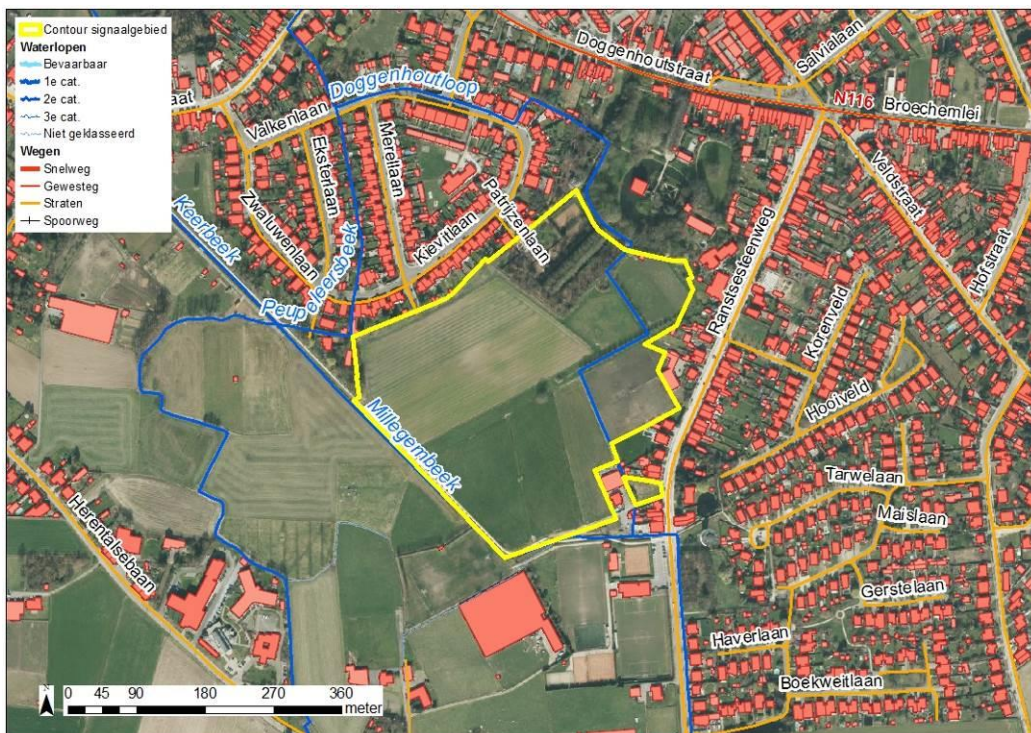 Contour signaalgebied
Waterlopen
Bevaarbaar
1e cat.
2e cat.
3e cat.
Niet geklasseerd
Wegen
Snelweg
Gewesteg
Straten
Spoorweg
aat
Doggenhoutstraat
Salvialaan
N116
Broechemlei
Doggenhoutloop
Valkenlaan
Eksterlaan
Merellaan
Zwaluwenlaan
Kievitlaan
Patrijzenlaan
Keerbeek
Peupeleersbeek
Veldstraat
Hofstraat
Ranstsesteenweg
Korenveld
Hooiveld
Millegembeek
Tarwelaan
Maislaan
Herentalsebaan
Gerstelaan
Haverlaan
Boekweitlaan
N
0 45 90 180 270 360
meter